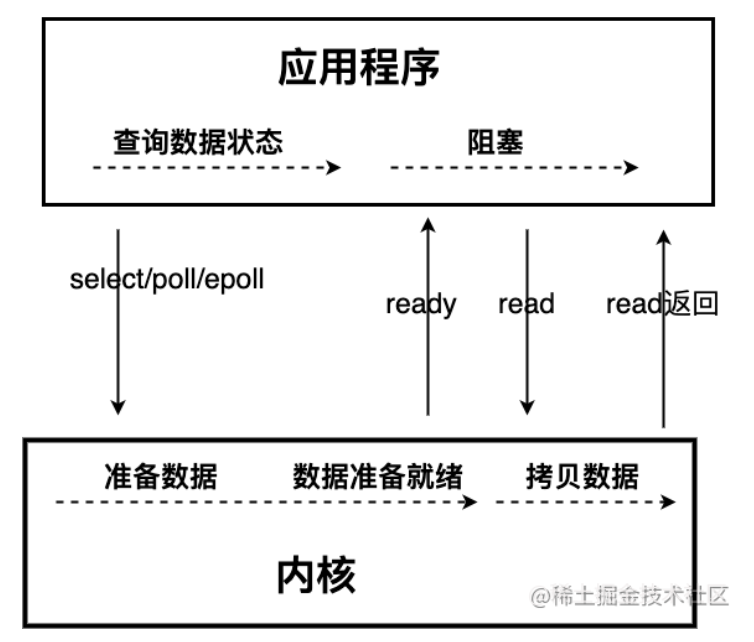 应用程序
查询数据状态
阻塞
select/poll/epoll
ready
read
read返回
准备数据
数据准备就绪
拷贝数据
内核
@稀土掘金技术社区